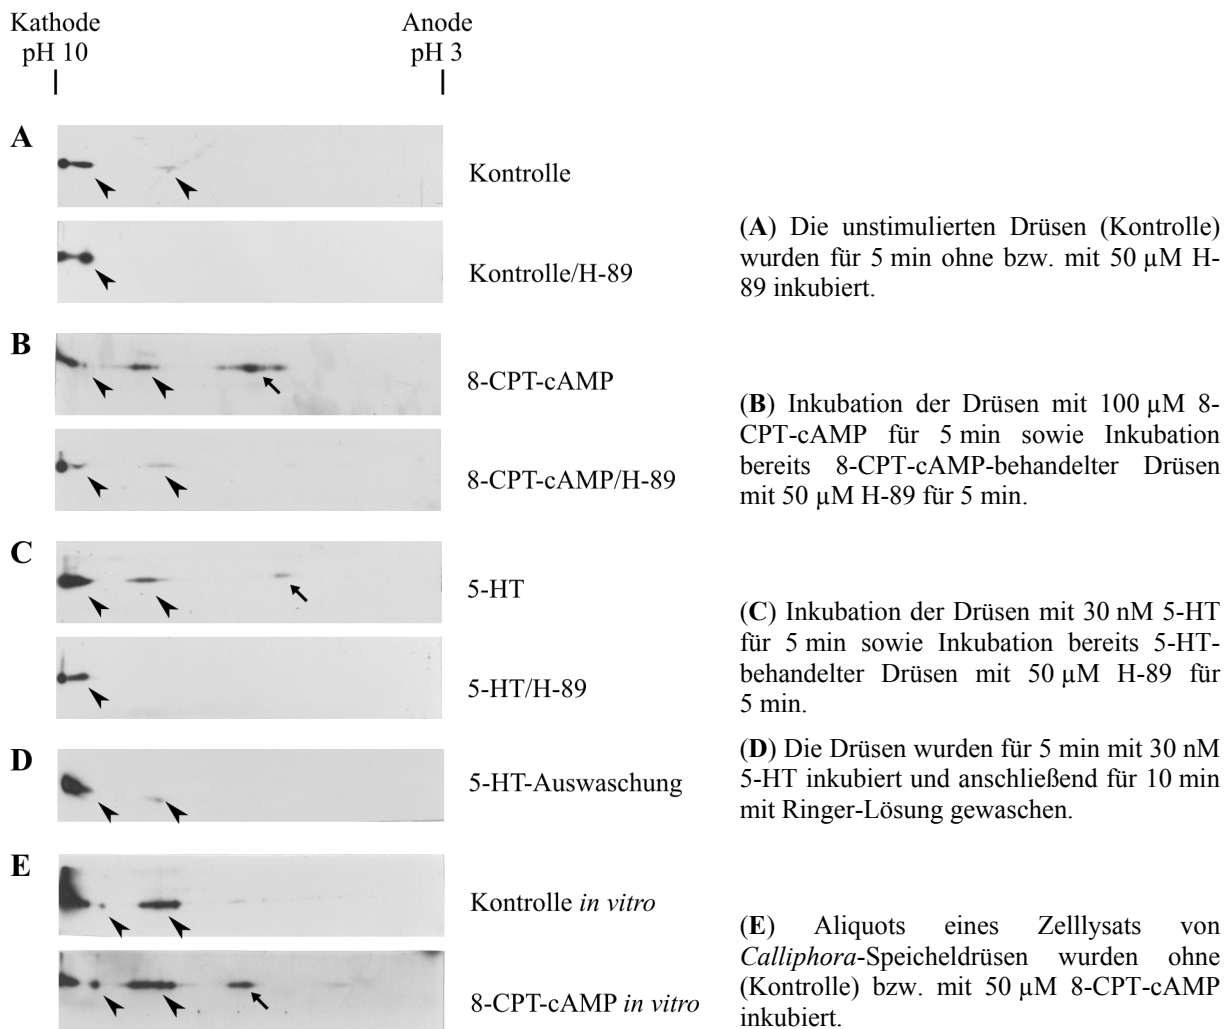 Kathode
pH 10
Anode
pH 3
A
Kontrolle
Kontrolle/H-89
(A) Die unstimulierten Drüsen (Kontrolle)
wurden für 5 min ohne bzw. mit 50 µM H-
89 inkubiert.
B
8-CPT-cAMP
8-CPT-cAMP/H-89
(B) Inkubation der Drüsen mit 100 µM 8-
CPT-cAMP für 5 min sowie Inkubation
bereits 8-CPT-cAMP-behandelter Drüsen
mit 50 µM H-89 für 5 min.
C
5-HT
5-HT/H-89
(C) Inkubation der Drüsen mit 30 nM 5-HT
für 5 min sowie Inkubation bereits 5-HT-
behandelter Drüsen mit 50 µM H-89 für
5 min.
D
5-HT-Auswaschung
(D) Die Drüsen wurden für 5 min mit 30 nM
5-HT inkubiert und anschließend für 10 min
mit Ringer-Lösung gewaschen.
E
Kontrolle in vitro
8-CPT-cAMP in vitro
(E) Aliquots eines Zelllysats von
Calliphora-Speicheldrüsen wurden ohne
(Kontrolle) bzw. mit 50 µM 8-CPT-cAMP
inkubiert.